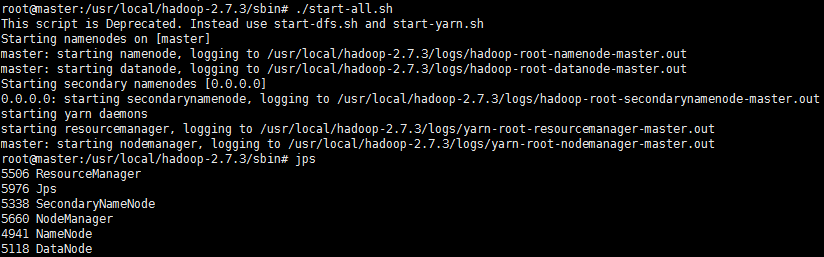 root@master:/usr/local/hadoop-2.7.3/sbin# ./start-all.sh
This script is Deprecated. Instead use start-dfs.sh and start-yarn.sh
Starting namenodes on [master]
master: starting namenode, logging to /usr/local/hadoop-2.7.3/logs/hadoop-root-namenode-master.out
master: starting datanode, logging to /usr/local/hadoop-2.7.3/logs/hadoop-root-datanode-master.out
Starting secondary namenodes [0.0.0.0]
0.0.0.0: starting secondarynamenode, logging to /usr/local/hadoop-2.7.3/logs/hadoop-root-secondarynamenode-master.out
starting yarn daemons
starting resourcemanager, logging to /usr/local/hadoop-2.7.3/logs/yarn-root-resourcemanager-master.out
master: starting nodemanager, logging to /usr/local/hadoop-2.7.3/logs/yarn-root-nodemanager-master.out
root@master:/usr/local/hadoop-2.7.3/sbin# jps
5506 ResourceManager
5976 Jps
5338 SecondaryNameNode
5660 NodeManager
4941 NameNode
5118 DataNode